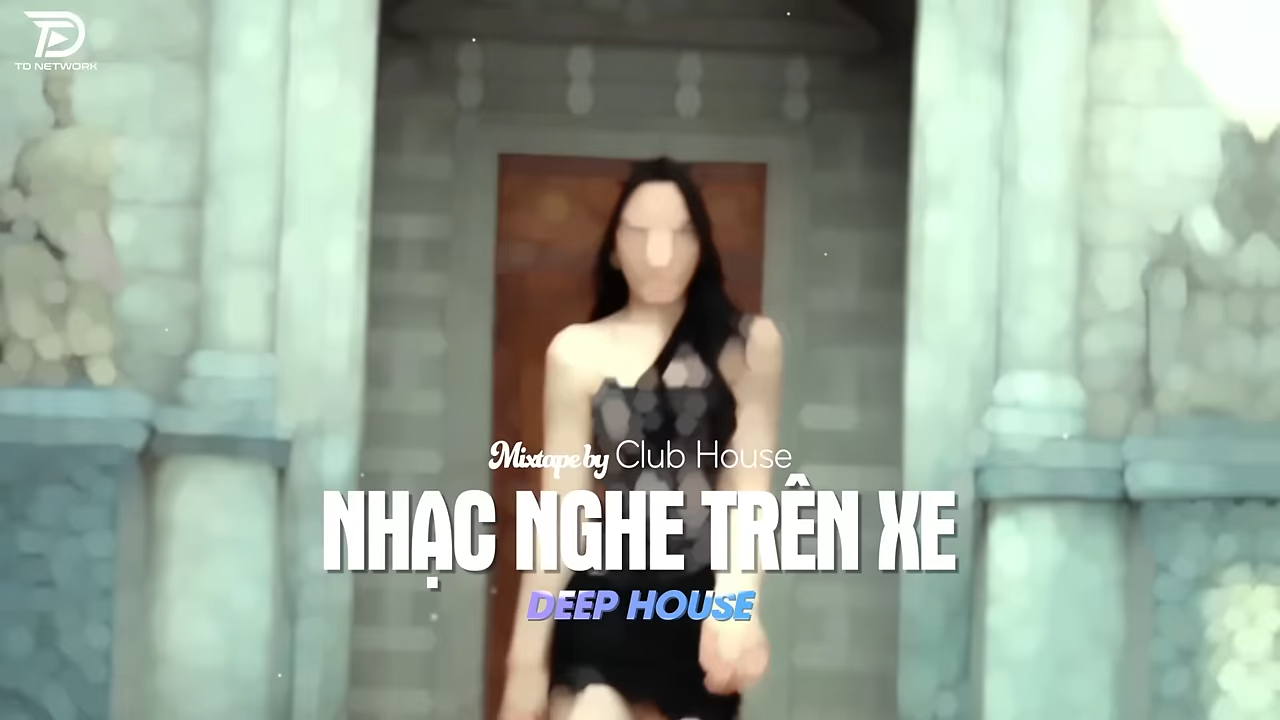 TD NETWORK
Mixtape by Club House
NHẠC NGHE TRÊN XE
DEEP HOUSE